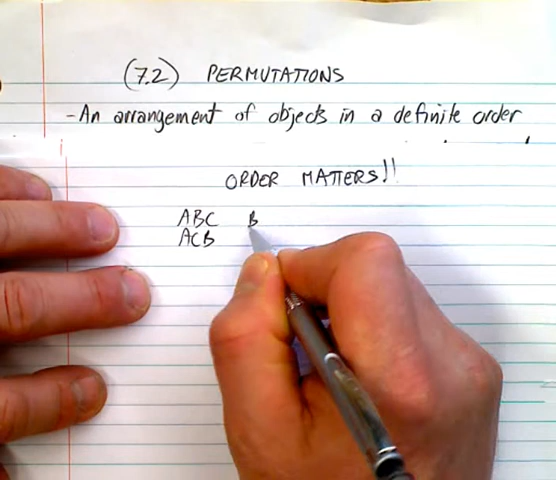 (7.2) PERMUTATIONS
- An arrangement of objects in a definite order
ORDER MATTERS!!
ABC B
ACB